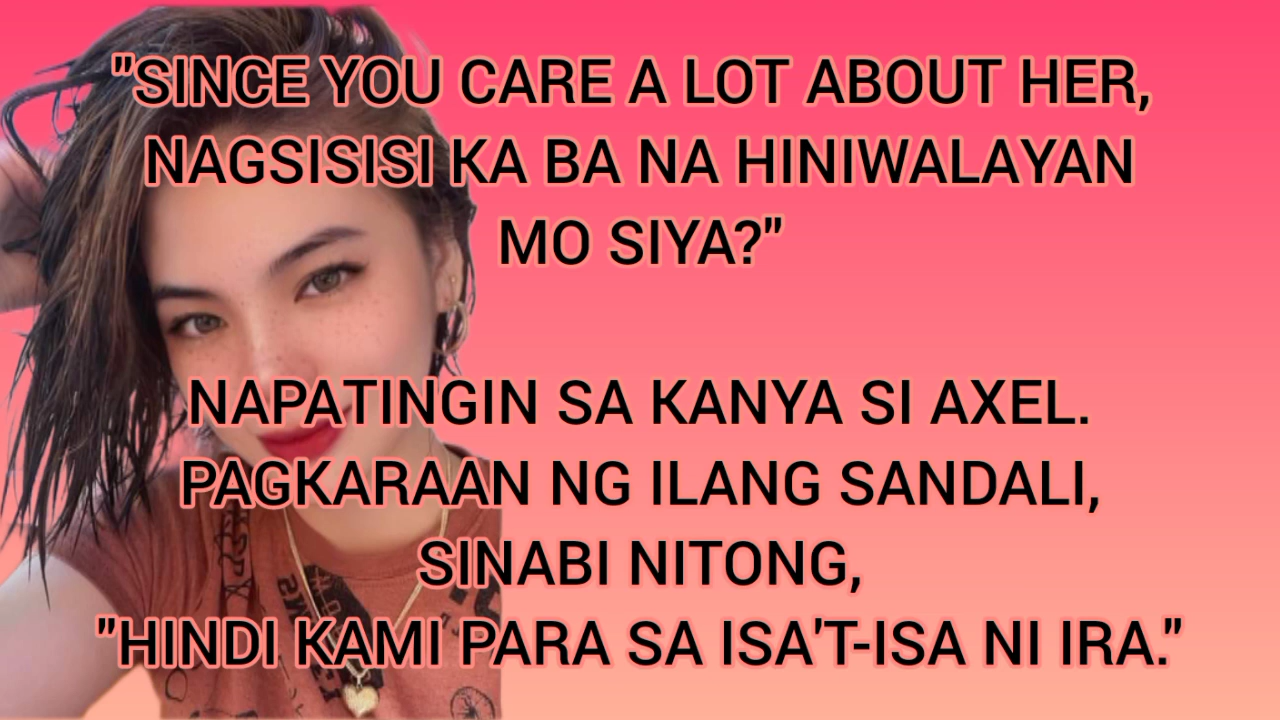 "SINCE YOU CARE A LOT ABOUT HER,
NAGSISISI KA BA NA HINIWALAYAN
MO SIYA?"
NAPATINGIN SA KANYA SI AXEL.
PAGKARAAN NG ILANG SANDALI,
SINABI NITONG,
"HINDI KAMI PARA SA ISA'T-ISA NI IRA."